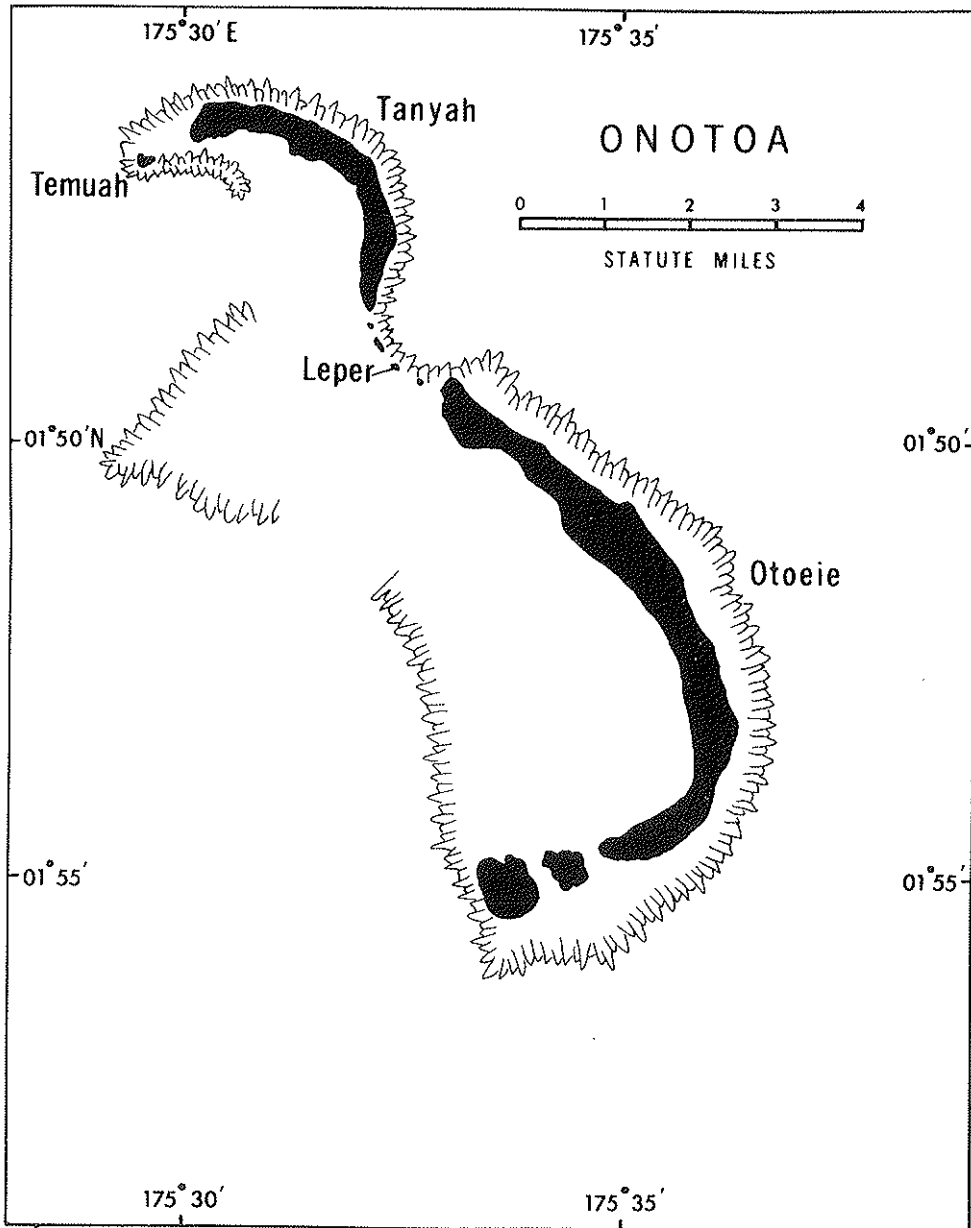 175°30′ E
175°35′
Tanyah
ONOTOA
Temuah
0 1 2 3 4
STATUTE MILES
Leper
01°50′N
01°50′
Otoeie
01°55′
01°55′
175°30′
175°35′